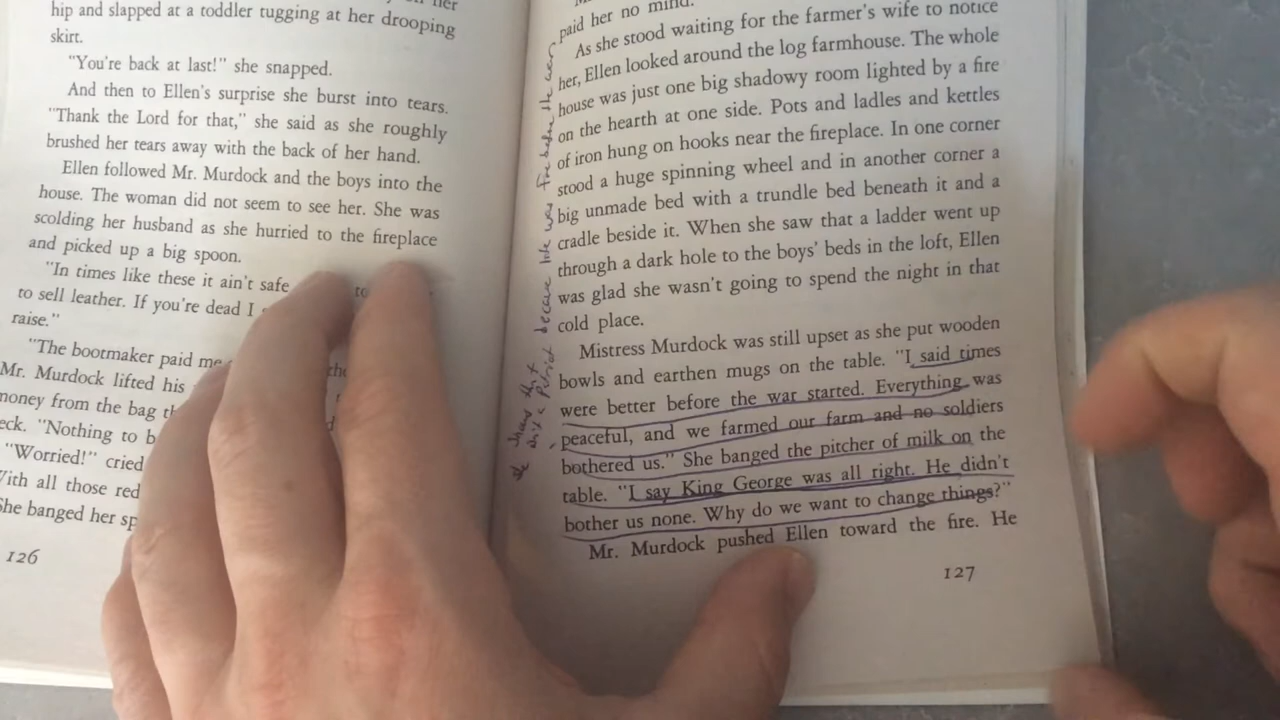 hip and slapped at a toddler tugging at her drooping
skirt.
"You're back at last!" she snapped.
And then to Ellen's surprise she burst into tears.
"Thank the Lord for that," she said as she roughly
brushed her tears away with the back of her hand.
Ellen followed Mr. Murdock and the boys into the
house. The woman did not seem to see her. She was
scolding her husband as she hurried to the fireplace
and picked up a big spoon.
"In times like these it ain't safe
to sell leather. If you're dead I
raise."
"The bootmaker paid me
Mr. Murdock lifted his
money from the bag
"Nothing to b
"Worried!" cried
With all those red
She banged her sp
126
paid her no mind.
As she stood waiting for the farmer's wife to notice
her, Ellen looked around the log farmhouse. The whole
house was just one big shadowy room lighted by a fire
on the hearth at one side. Pots and ladles and kettles
of iron hung on hooks near the fireplace. In one corner
stood a huge spinning wheel and in another corner a
big unmade bed with a trundle bed beneath it and a
cradle beside it. When she saw that a ladder went up
through a dark hole to the boys' beds in the loft, Ellen
was glad she wasn't going to spend the night in that
cold place.
Mistress Murdock was still upset as she put wooden
bowls and earthen mugs on the table. "I said times
were better before the war started. Everything was
peaceful, and we farmed our farm and no soldiers
bothered us." She banged the pitcher of milk on the
table. "I say King George was all right. He didn't
bother us none. Why do we want to change things?"
Mr. Murdock pushed Ellen toward the fire. He
127